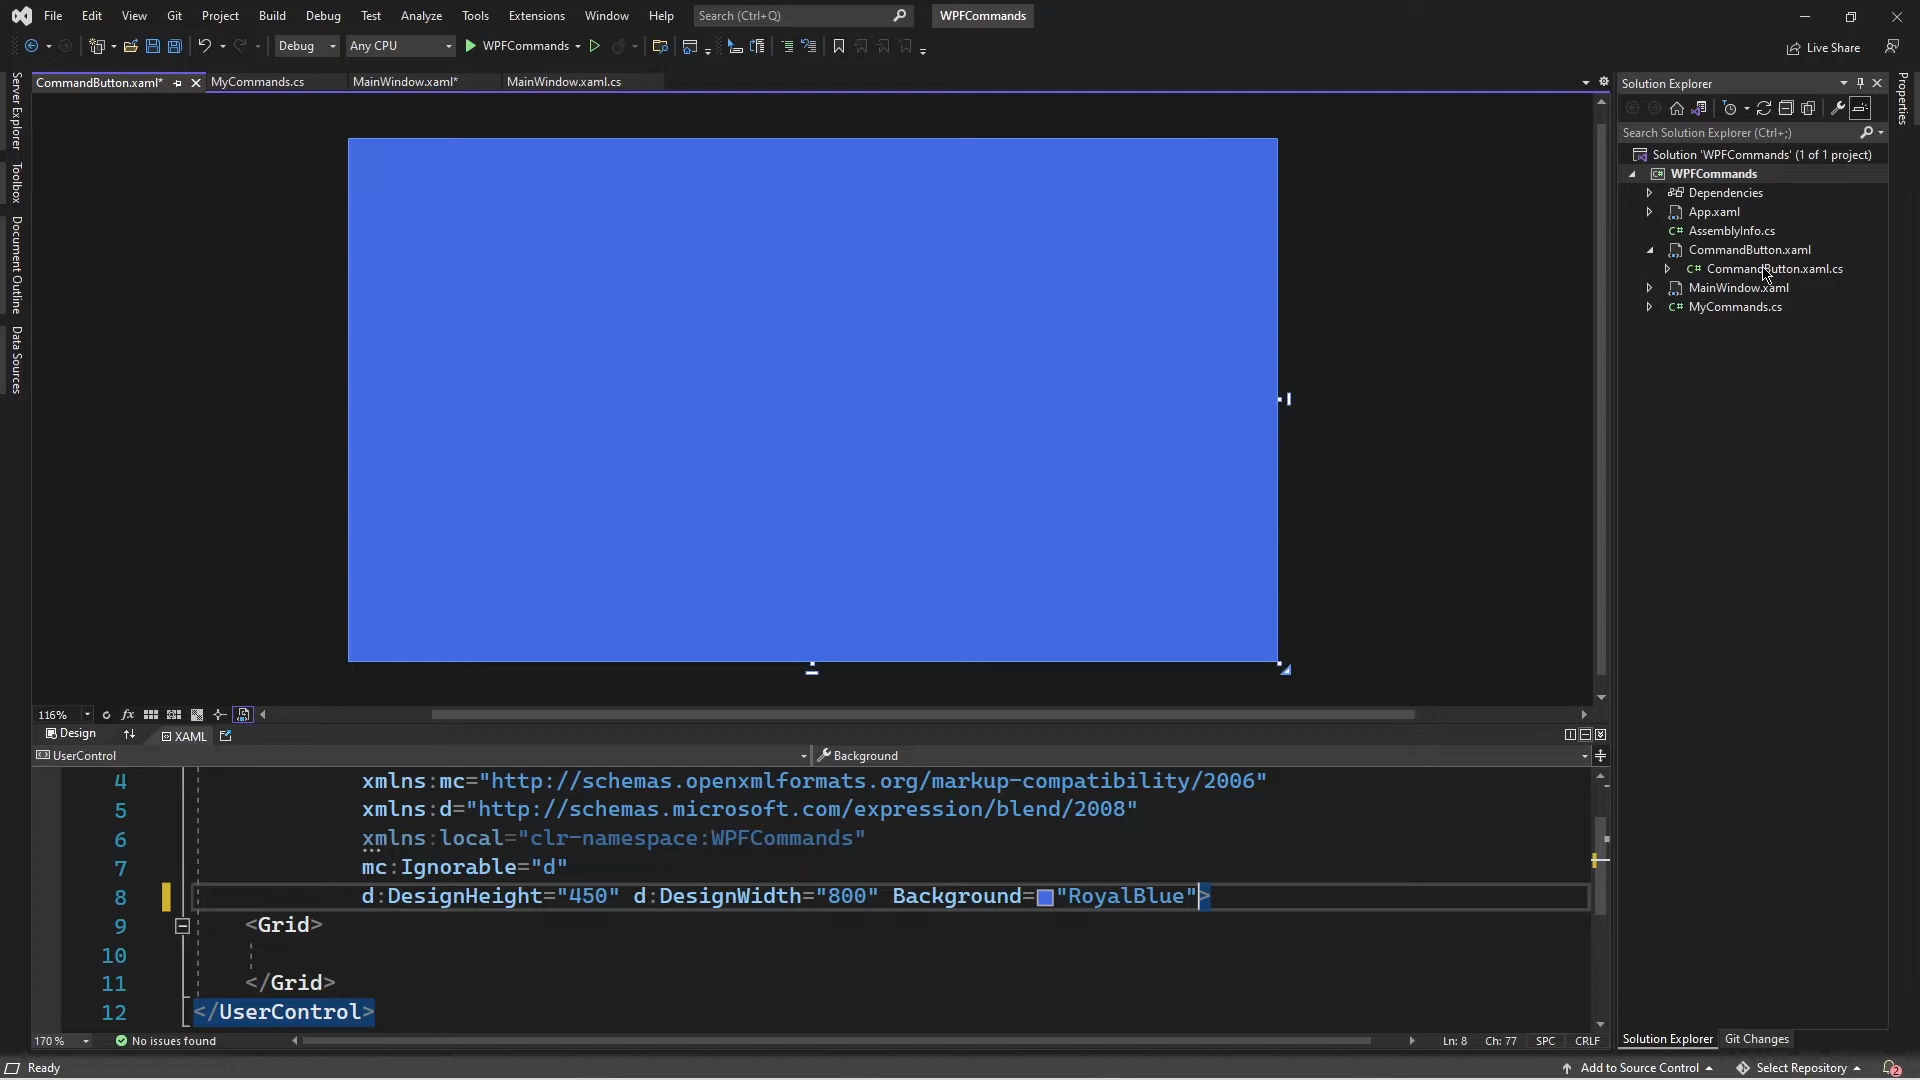 File Edit View Git Project Build Debug Test Analyze Tools Extensions Window Help Search (Ctrl+Q) WPFCommands
Debug Any CPU WPFCommands Live Share
CommandButton.xaml* MyCommands.cs MainWindow.xaml* MainWindow.xaml.cs
Server Explorer
Toolbox
Document Outline
Data Sources
Solution Explorer
Search Solution Explorer (Ctrl+;)
Solution 'WPFCommands' (1 of 1 project)
C# WPFCommands
Dependencies
App.xaml
C# AssemblyInfo.cs
CommandButton.xaml
C# CommandButton.xaml.cs
MainWindow.xaml
C# MyCommands.cs
Properties
116% fx
Design XAML
UserControl Background
4 xmlns:mc="http://schemas.openxmlformats.org/markup-compatibility/2006"
5 xmlns:d="http://schemas.microsoft.com/expression/blend/2008"
6 xmlns:local="clr-namespace:WPFCommands"
7 mc:Ignorable="d"
8 d:DesignHeight="450" d:DesignWidth="800" Background="RoyalBlue">
9 <Grid>
10
11 </Grid>
12 </UserControl>
170 % No issues found Ln: 8 Ch: 77 SPC CRLF
Solution Explorer Git Changes
Ready Add to Source Control Select Repository 2